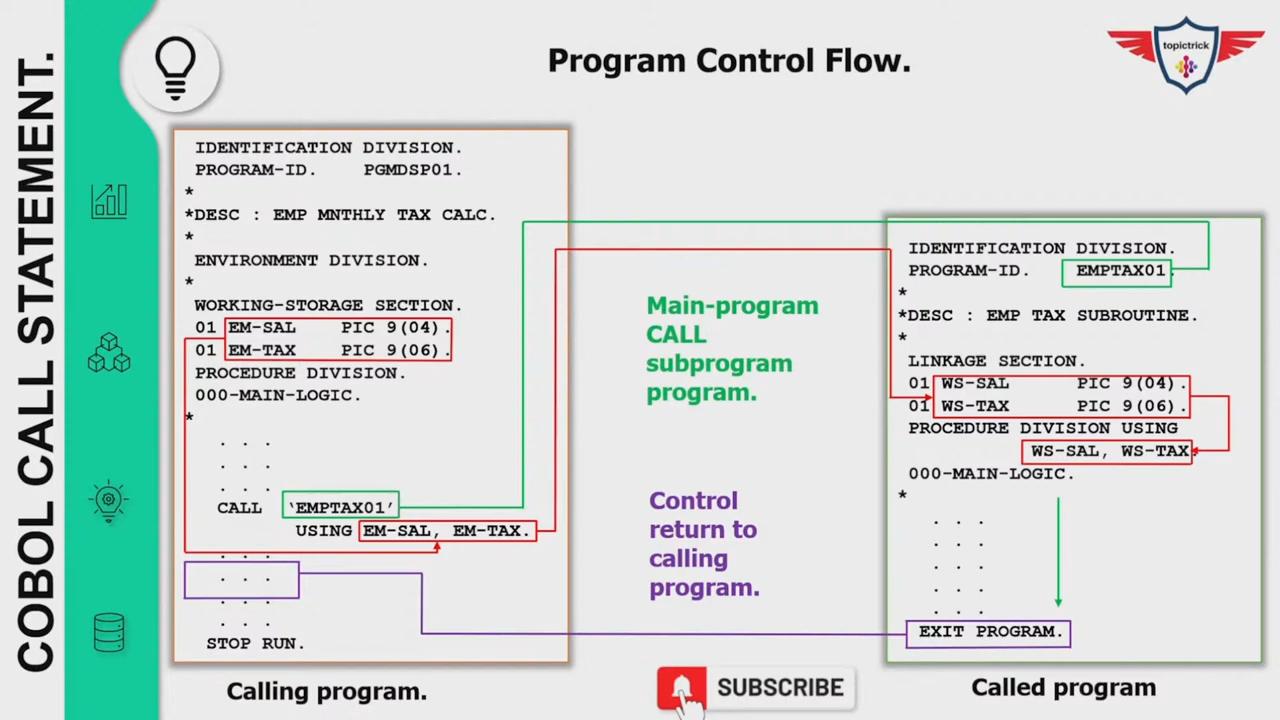 COBOL CALL STATEMENT.
Program Control Flow.
topictrick
IDENTIFICATION DIVISION.
PROGRAM-ID. PGMDSP01.
*
*DESC : EMP MNTHLY TAX CALC.
*
ENVIRONMENT DIVISION.
*
WORKING-STORAGE SECTION.
01 EM-SAL PIC 9(04).
01 EM-TAX PIC 9(06).
PROCEDURE DIVISION.
000-MAIN-LOGIC.
*
. . .
. . .
. . .
CALL ‘EMPTAX01’
USING EM-SAL, EM-TAX.
. . .
. . .
. . .
. . .
STOP RUN.
Calling program.
Main-program
CALL
subprogram
program.
Control
return to
calling
program.
SUBSCRIBE
IDENTIFICATION DIVISION.
PROGRAM-ID. EMPTAX01.
*
*DESC : EMP TAX SUBROUTINE.
*
LINKAGE SECTION.
01 WS-SAL PIC 9(04).
01 WS-TAX PIC 9(06).
PROCEDURE DIVISION USING
WS-SAL, WS-TAX.
000-MAIN-LOGIC.
*
. . .
. . .
. . .
. . .
. . .
EXIT PROGRAM.
Called program